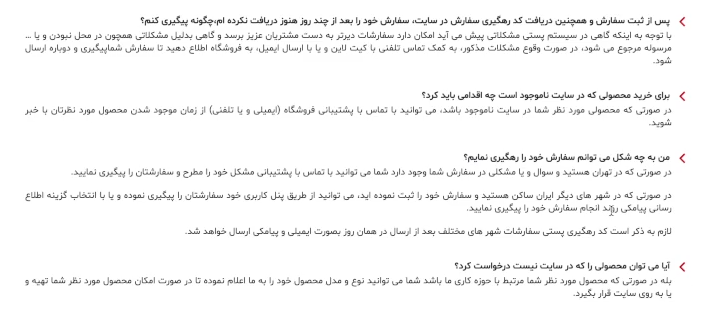 پس از ثبت سفارش و همچنین دریافت کد رهگیری سفارش در سایت، سفارش خود را بعد از چند روز هنوز دریافت نکرده ام،چگونه پیگیری کنم؟
با توجه به اینکه گاهی در سیستم پستی مشکلاتی پیش می آید امکان دارد سفارشات دیرتر به دست مشتریان عزیز برسد و گاهی بدلیل مشکلاتی همچون در محل نبودن و یا ...
مرسوله مرجوع می شود، در صورت وقوع مشکلات مذکور، به کمک تماس تلفنی با کیت لاین و یا با ارسال ایمیل، به فروشگاه اطلاع دهید تا سفارش شماپیگیری و دوباره ارسال
شود.
برای خرید محصولی که در سایت ناموجود است چه اقدامی باید کرد؟
در صورتی که محصولی مورد نظر شما در سایت ناموجود باشد، می توانید با تماس با پشتیبانی فروشگاه (ایمیلی و یا تلفنی) از زمان موجود شدن محصول مورد نظرتان با خبر
شوید.
من به چه شکل می توانم سفارش خود را رهگیری نمایم؟
در صورتی که در تهران هستید و سوال و یا مشکلی در سفارش شما وجود دارد شما می توانید با تماس با پشتیبانی مشکل خود را مطرح و سفارشتان را پیگیری نمایید.
در صورتی که در شهر های دیگر ایران ساکن هستید و سفارش خود را ثبت نموده اید، می توانید از طریق پنل کاربری خود سفارشتان را پیگیری نموده و یا با انتخاب گزینه اطلاع
رسانی پیامکی روند انجام سفارش خود را پیگیری نمایید.
لازم به ذکر است کد رهگیری پستی سفارشات شهر های مختلف بعد از ارسال در همان روز بصورت ایمیلی و پیامکی ارسال خواهد شد.
آیا می توان محصولی را که در سایت نیست درخواست کرد؟
بله در صورتی که محصول مورد نظر شما مرتبط با حوزه کاری ما باشد شما می توانید نوع و مدل محصول خود را به ما اعلام نموده تا در صورت امکان محصول مورد نظر شما تهیه و
یا به روی سایت قرار بگیرد.